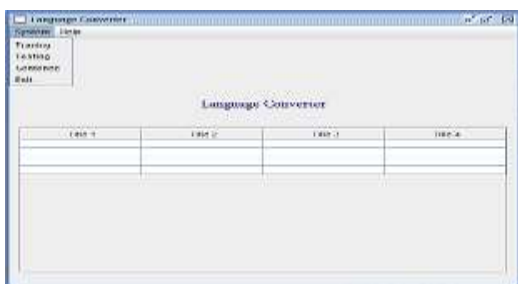 Language Converter
System Help
Training
Testing
Sentence
Exit
Language Converter
Title 1 Title 2 Title 3 Title 4